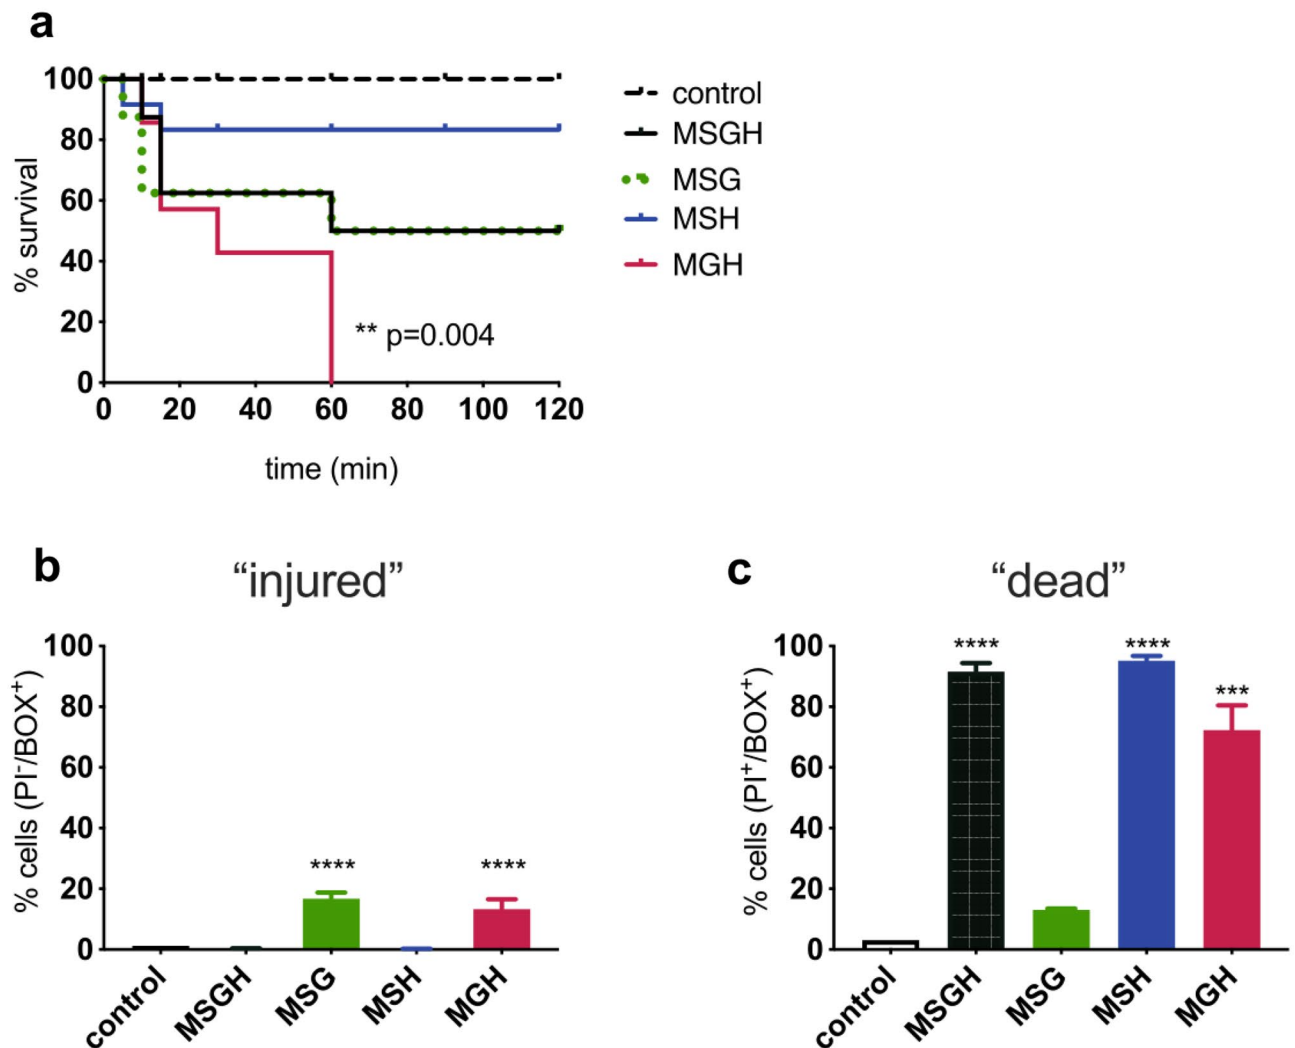 a
100
80
60
40
20
0
% survival
0 20 40 60 80 100 120
time (min)
** p=0.004
control
MSGH
MSG
MSH
MGH
b
“injured”
100
80
60
40
20
0
% cells (PI⁻/BOX⁺)
**** ****
control MSGH MSG MSH MGH
c
“dead”
100
80
60
40
20
0
% cells (PI⁺/BOX⁺)
**** **** ***
control MSGH MSG MSH MGH